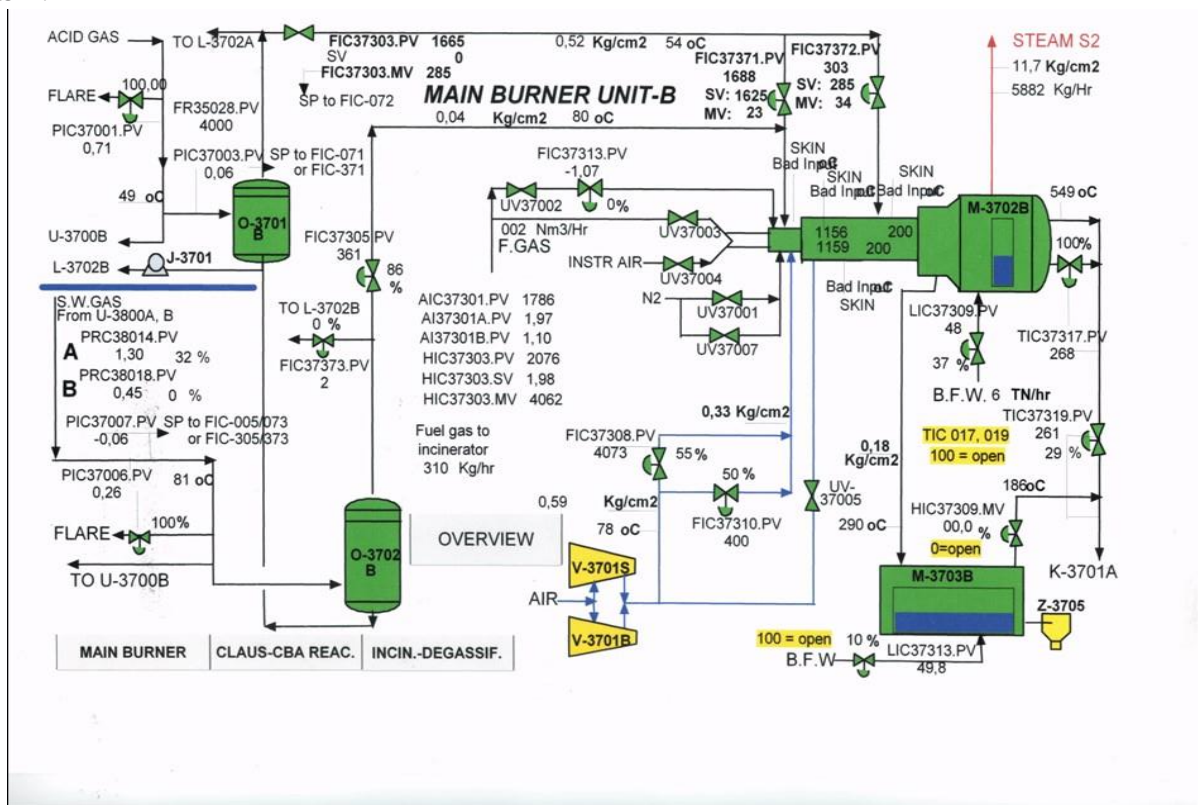 ACID GAS
TO L-3702A
FIC37303.PV 1665
SV 0
FIC37303.MV 285
SP to FIC-072
0,52 Kg/cm2 54 oC
FIC37371.PV
1688
SV: 1625
MV: 23
FIC37372.PV
303
SV: 285
MV: 34
STEAM S2
11,7 Kg/cm2
5882 Kg/Hr
100,00
FLARE
PIC37001.PV
0,71
FR35028.PV
4000
MAIN BURNER UNIT-B
0,04 Kg/cm2 80 oC
PIC37003.PV
0,06
SP to FIC-071
or FIC-371
49 oC
O-3701
B
U-3700B
L-3702B
J-3701
FIC37313.PV
-1,07
0%
UV37002
002 Nm3/Hr
F.GAS
UV37003
INSTR AIR
UV37004
N2
UV37001
UV37007
SKIN
Bad Input oC
SKIN
Bad Input
SKIN
Bad Input oC
1156 200
1159 200
Bad Input oC
SKIN
M-3702B
549 oC
100%
TIC37317.PV
268
LIC37309.PV
48
37 %
B.F.W. 6 TN/hr
S.W.GAS
From U-3800A, B
PRC38014.PV
A
1,30 32 %
PRC38018.PV
B
0,45 0 %
FIC37305.PV
361
86
%
TO L-3702B
0 %
FIC37373.PV
2
AIC37301.PV 1786
AI37301A.PV 1,97
AI37301B.PV 1,10
HIC37303.PV 2076
HIC37303.SV 1,98
HIC37303.MV 4062
Fuel gas to
incinerator
310 Kg/hr
0,33 Kg/cm2
FIC37308.PV
4073
55%
50 %
FIC37310.PV
400
UV-
37005
0,59 Kg/cm2
78 oC
TIC 017, 019
100 = open
TIC37319.PV
261
29 %
0,18
Kg/cm2
290 oC
186oC
HIC37309.MV
00,0 %
0=open
K-3701A
PIC37007.PV
-0,06
SP to FIC-005/073
or FIC-305/373
PIC37006.PV
0,26
81 oC
FLARE
100%
TO U-3700B
O-3702
B
OVERVIEW
V-3701S
AIR
V-3701B
M-3703B
Z-3705
100 = open
10 %
B.F.W
LIC37313.PV
49,8
MAIN BURNER
CLAUS-CBA REAC.
INCIN.-DEGASSIF.